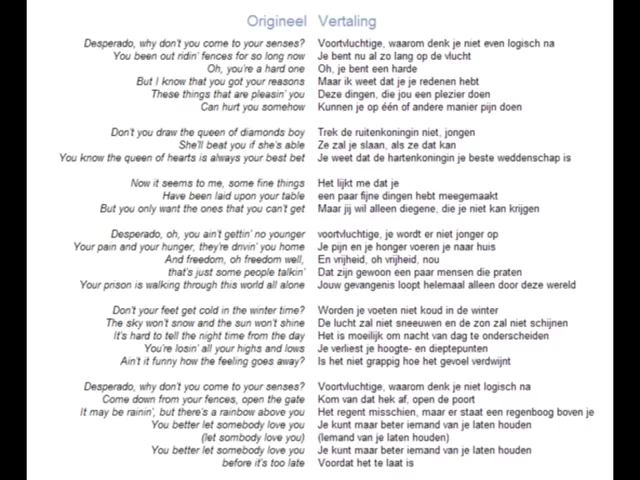 Origineel Vertaling
Desperado, why don't you come to your senses? Voortvluchtige, waarom denk je niet even logisch na
You been out ridin' fences for so long now Je bent nu al zo lang op de vlucht
Oh, you're a hard one Oh, je bent een harde
But I know that you got your reasons Maar ik weet dat je je redenen hebt
These things that are pleasin' you Deze dingen, die jou een plezier doen
Can hurt you somehow Kunnen je op één of andere manier pijn doen
Don't you draw the queen of diamonds boy Trek de ruitenkoningin niet, jongen
She'll beat you if she's able Ze zal je slaan, als ze dat kan
You know the queen of hearts is always your best bet Je weet dat de hartenkoningin je beste weddenschap is
Now it seems to me, some fine things Het lijkt me dat je
Have been laid upon your table een paar fijne dingen hebt meegemaakt
But you only want the ones that you can't get Maar jij wil alleen diegene, die je niet kan krijgen
Desperado, oh, you ain't gettin' no younger voortvluchtige, je wordt er niet jonger op
Your pain and your hunger, they're drivin' you home Je pijn en je honger voeren je naar huis
And freedom, oh freedom well, En vrijheid, oh vrijheid, nou
that's just some people talkin' Dat zijn gewoon een paar mensen die praten
Your prison is walking through this world all alone Jouw gevangenis loopt helemaal alleen door deze wereld
Don't your feet get cold in the winter time? Worden je voeten niet koud in de winter
The sky won't snow and the sun won't shine De lucht zal niet sneeuwen en de zon zal niet schijnen
It's hard to tell the night time from the day Het is moeilijk om nacht van dag te onderscheiden
You're losin' all your highs and lows Je verliest je hoogte- en dieptepunten
Ain't it funny how the feeling goes away? Is het niet grappig hoe het gevoel verdwijnt
Desperado, why don't you come to your senses? Voortvluchtige, waarom denk je niet logisch na
Come down from your fences, open the gate Kom van dat hek af, open de poort
It may be rainin', but there's a rainbow above you Het regent misschien, maar er staat een regenboog boven je
You better let somebody love you Je kunt maar beter iemand van je laten houden
(let sombody love you) (Iemand van je laten houden)
You better let somebody love you Je kunt maar beter iemand van je laten houden
before it's too late Voordat het te laat is